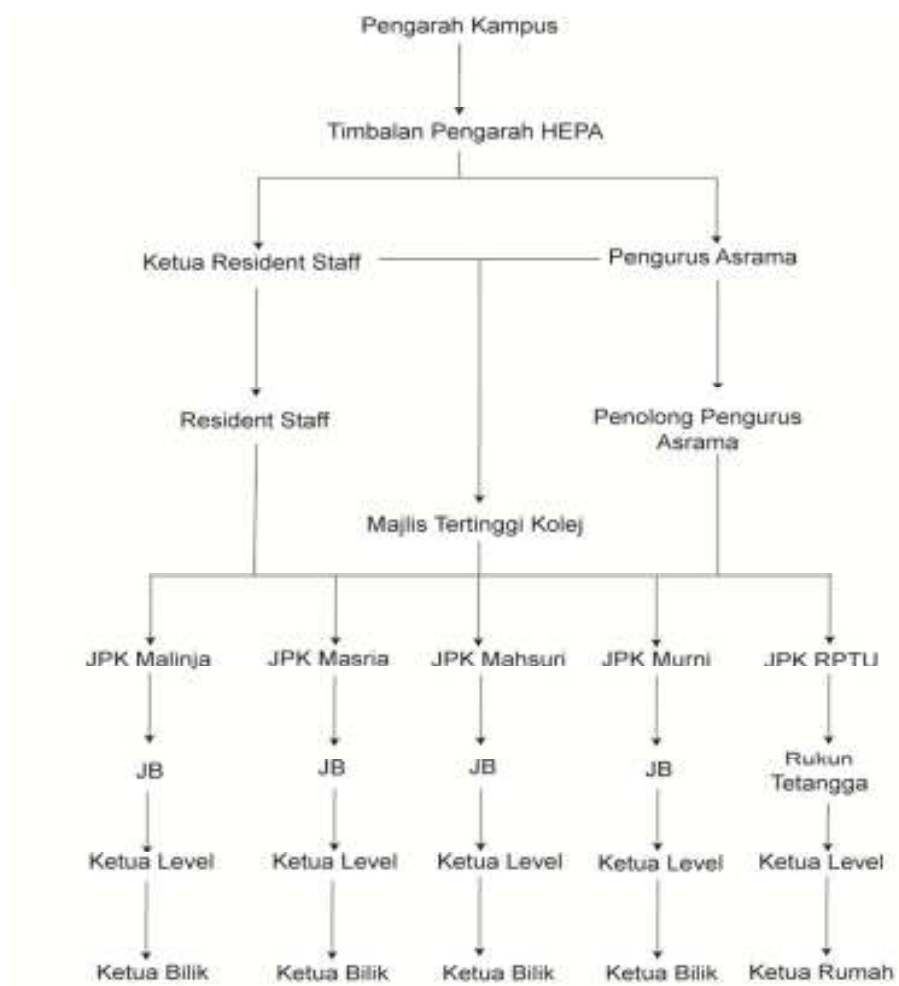 Pengarah Kampus
Timbalan Pengarah HEPA
Ketua Resident Staff
Pengurus Asrama
Resident Staff
Penolong Pengurus
Asrama
Majlis Tertinggi Kolej
JPK Malinja
JPK Masria
JPK Mahsuri
JPK Murni
JPK RPTU
JB
JB
JB
JB
Rukun
Tetangga
Ketua Level
Ketua Level
Ketua Level
Ketua Level
Ketua Level
Ketua Bilik
Ketua Bilik
Ketua Bilik
Ketua Bilik
Ketua Rumah